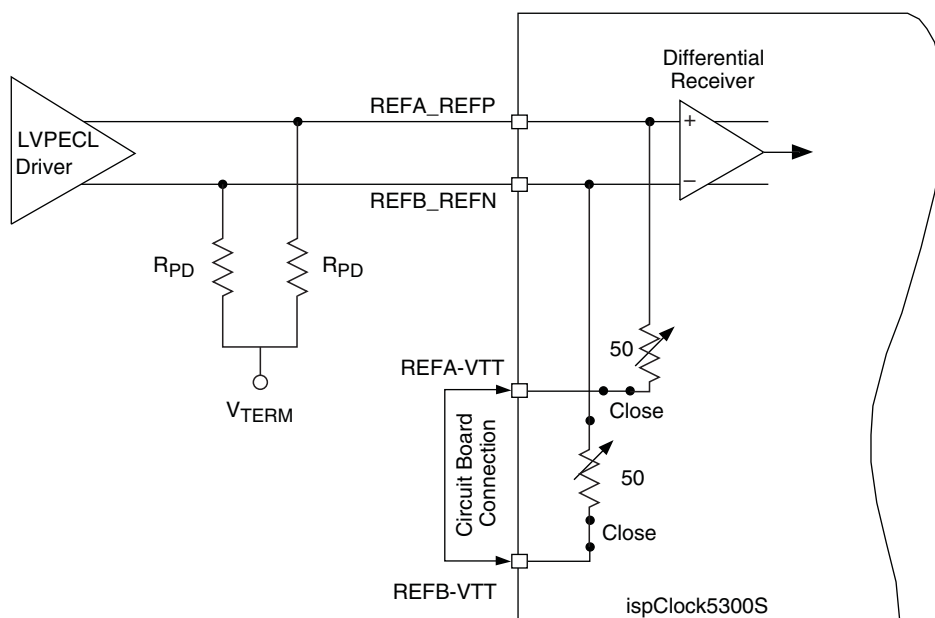 Differential
Receiver
REFA_REFP
+
LVPECL
Driver
−
REFB_REFN
RPD
RPD
50
REFA-VTT
Close
VTERM
Circuit Board
Connection
50
Close
REFB-VTT
ispClock5300S